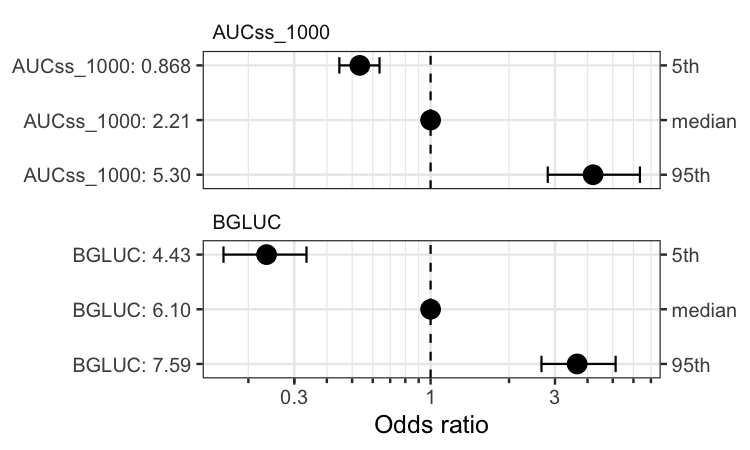 AUCss_1000
AUCss_1000: 0.868 5th
AUCss_1000: 2.21 median
AUCss_1000: 5.30 95th
BGLUC
BGLUC: 4.43 5th
BGLUC: 6.10 median
BGLUC: 7.59 95th
0.3 1 3
Odds ratio